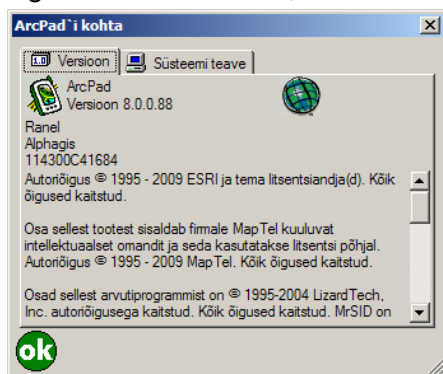 ArcPad`i kohta
1.0 Versioon Süsteemi teave
ArcPad
Versioon 8.0.0.88
Ranel
Alphagis
114300C41684
Autoriõigus © 1995 - 2009 ESRI ja tema litsentsiandja(d). Kõik
õigused kaitstud.
Osa sellest tootest sisaldab firmale MapTel kuuluvat
intellektuaalset omandit ja seda kasutatakse litsentsi põhjal.
Autoriõigus © 1995 - 2009 MapTel. Kõik õigused kaitstud.
Osad sellest arvutiprogrammist on © 1995-2004 LizardTech,
Inc. autoriõigusega kaitstud. Kõik õigused kaitstud. MrSID on
ok